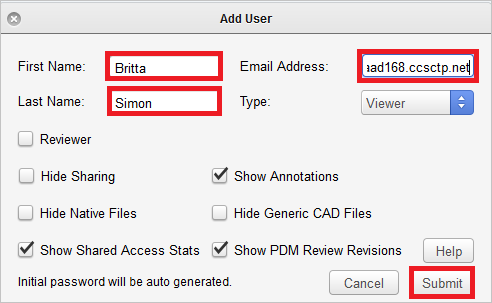 Add User
First Name: Britta Email Address: aad168.ccsctp.net
Last Name: Simon Type: Viewer
Reviewer
Hide Sharing Show Annotations
Hide Native Files Hide Generic CAD Files
Show Shared Access Stats Show PDM Review Revisions Help
Initial password will be auto generated. Cancel Submit